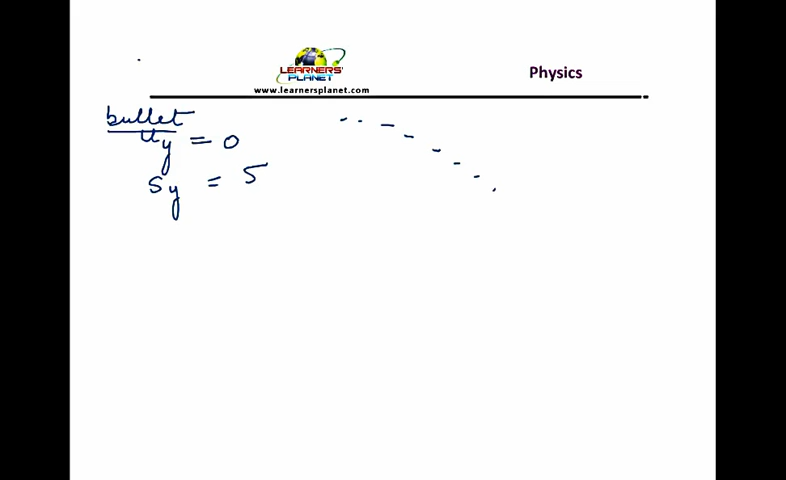 LEARNERS'
PLANET
www.learnersplanet.com
Physics
bullet
uy = 0
sy = 5